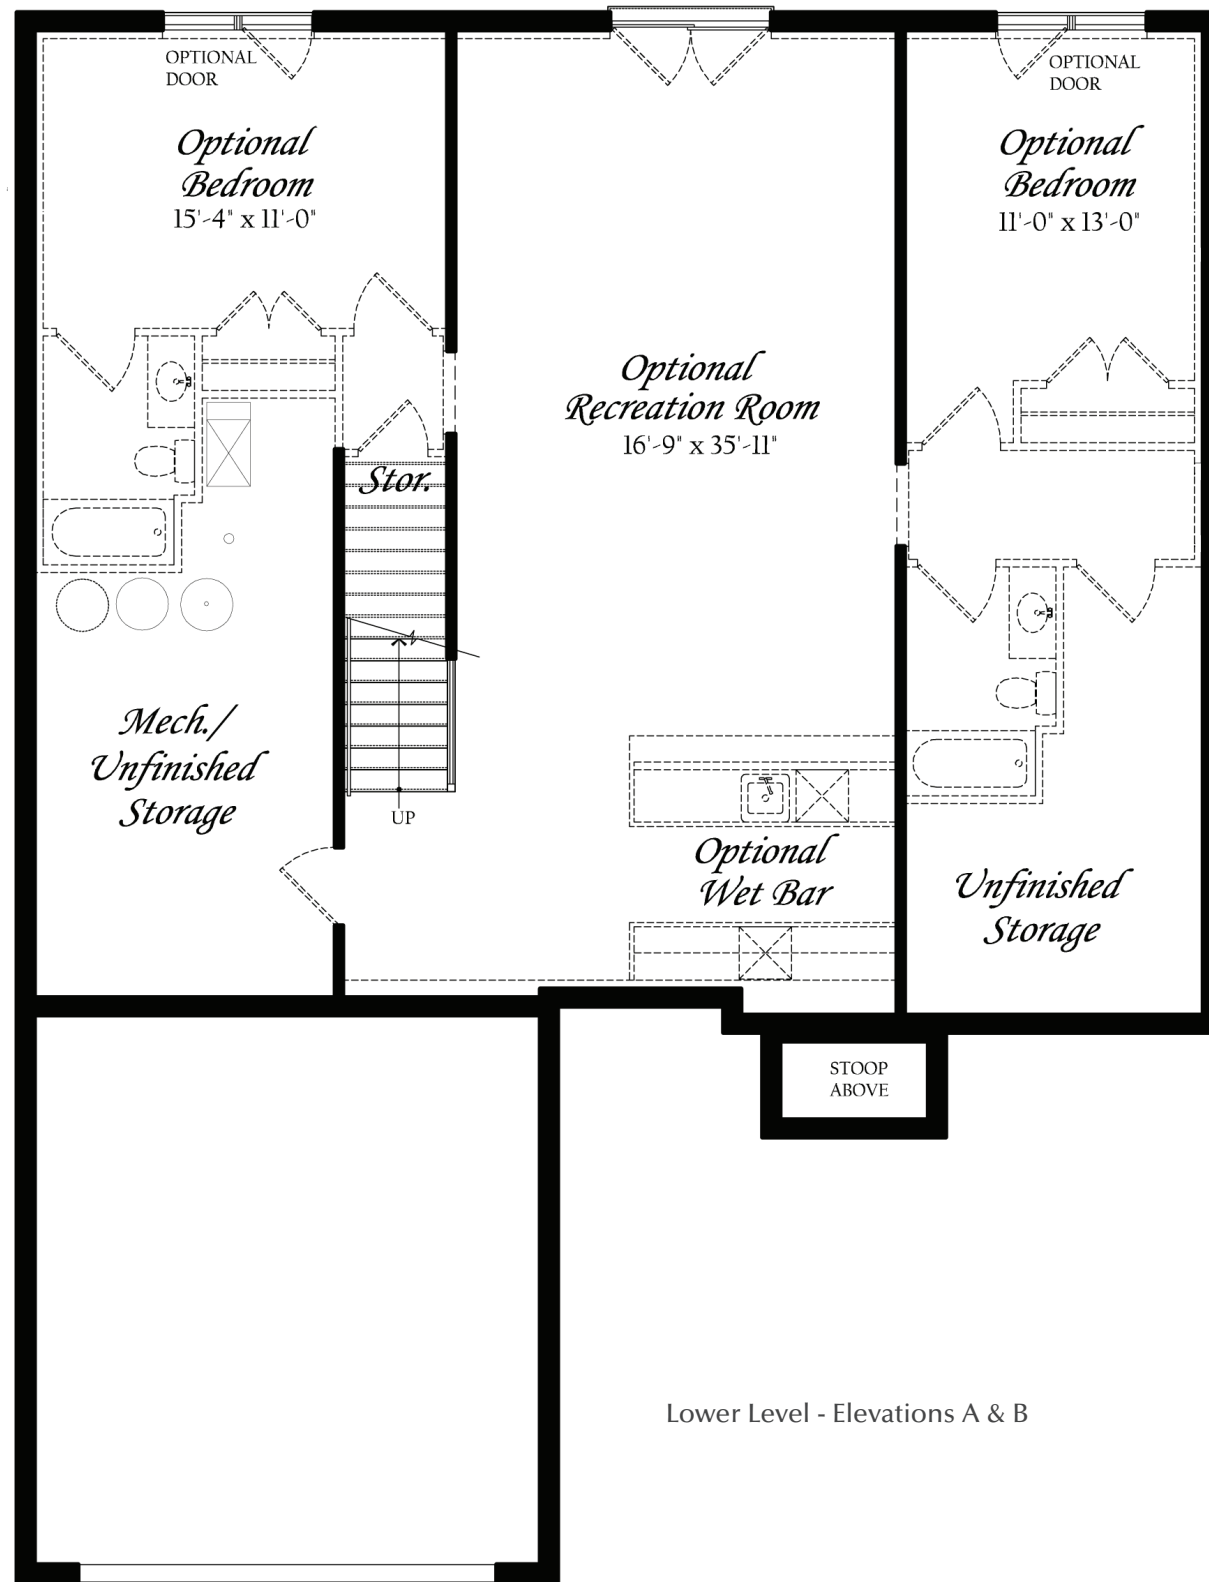 OPTIONAL
DOOR
Optional
Bedroom
15'-4" x 11'-0"
OPTIONAL
DOOR
Optional
Bedroom
11'-0" x 13'-0"
Optional
Recreation Room
16'-9" x 35'-11"
Stor.
Mech./
Unfinished
Storage
UP
Optional
Wet Bar
Unfinished
Storage
STOOP
ABOVE
Lower Level - Elevations A & B